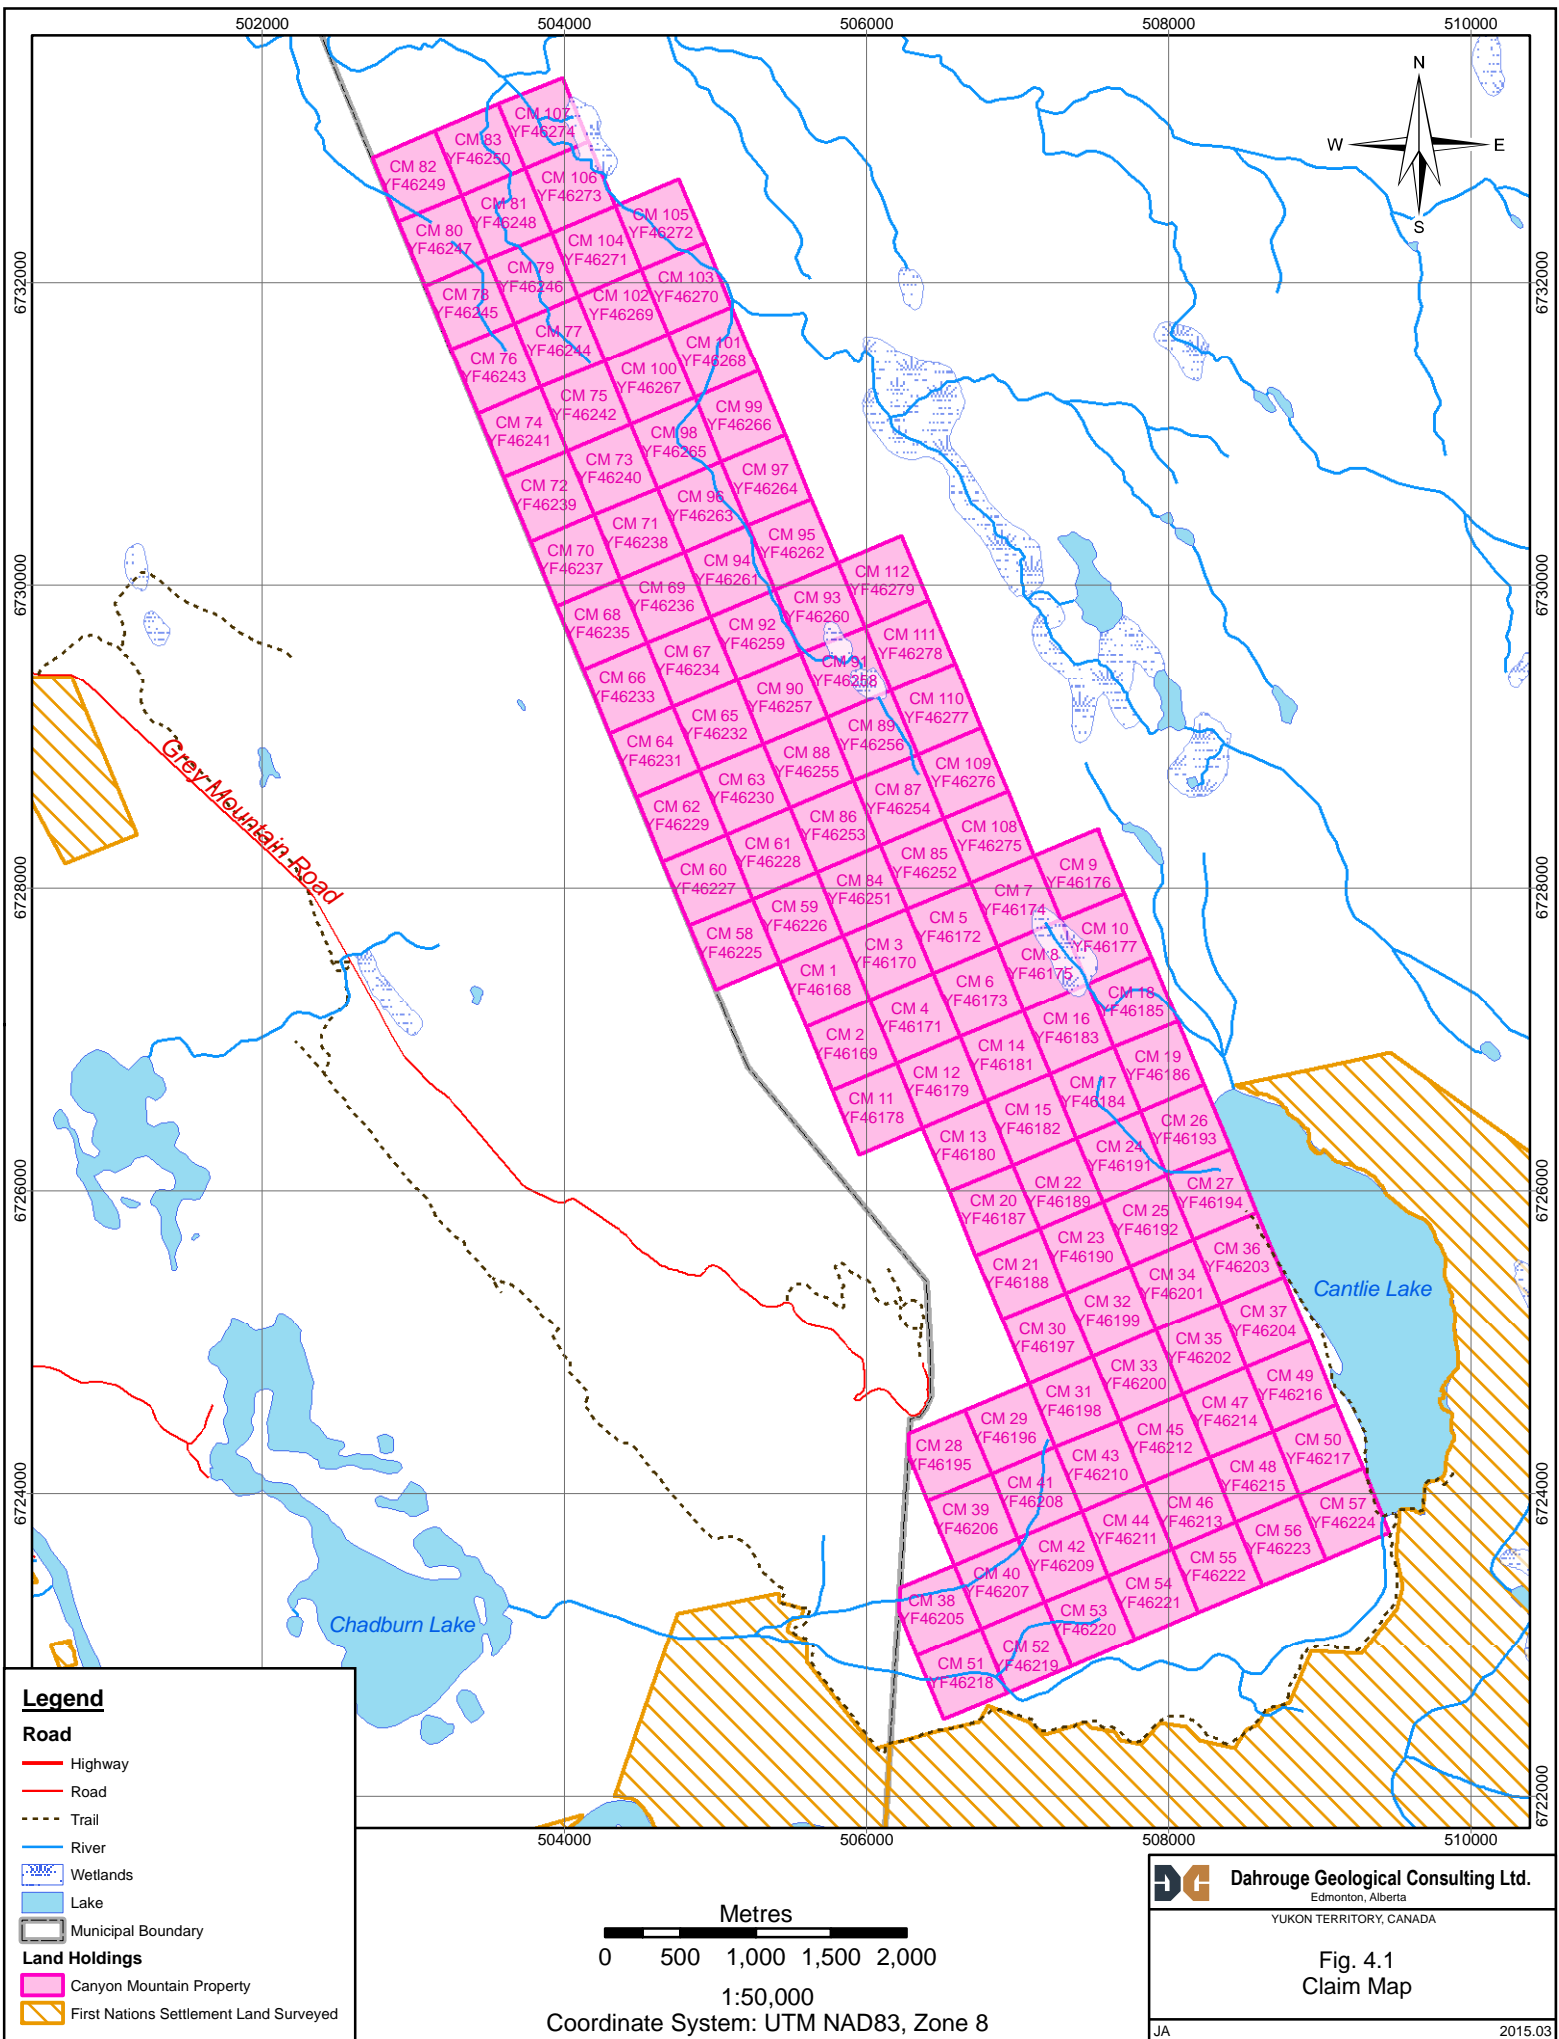 502000
504000
506000
508000
510000
N
W
E
S
CM 107
YF46274
CM 83
YF46250
CM 82
YF46249
CM 106
YF46273
CM 81
YF46248
CM 80
YF46247
CM 105
YF46272
CM 104
YF46271
CM 79
YF46246
CM 78
YF46245
CM 103
YF46270
CM 102
YF46269
CM 77
YF46244
CM 76
YF46243
CM 101
YF46268
CM 100
YF46267
CM 75
YF46242
CM 74
YF46241
CM 99
YF46266
CM 98
YF46265
CM 73
YF46240
CM 72
YF46239
CM 97
YF46264
CM 96
YF46263
CM 71
YF46238
CM 70
YF46237
CM 95
YF46262
CM 94
YF46261
CM 69
YF46236
CM 68
YF46235
CM 112
YF46279
CM 93
YF46260
CM 92
YF46259
CM 67
YF46234
CM 66
YF46233
CM 111
YF46278
CM 91
YF46258
CM 90
YF46257
CM 65
YF46232
CM 64
YF46231
CM 110
YF46277
CM 89
YF46256
CM 88
YF46255
CM 63
YF46230
CM 62
YF46229
CM 109
YF46276
CM 87
YF46254
CM 86
YF46253
CM 61
YF46228
CM 60
YF46227
CM 108
YF46275
CM 85
YF46252
CM 84
YF46251
CM 59
YF46226
CM 58
YF46225
CM 9
YF46176
CM 7
YF46174
CM 5
YF46172
CM 3
YF46170
CM 1
YF46168
CM 10
YF46177
CM 8
YF46175
CM 6
YF46173
CM 4
YF46171
CM 2
YF46169
CM 18
YF46185
CM 16
YF46183
CM 14
YF46181
CM 12
YF46179
CM 11
YF46178
CM 19
YF46186
CM 17
YF46184
CM 15
YF46182
CM 13
YF46180
CM 26
YF46193
CM 24
YF46191
CM 22
YF46189
CM 20
YF46187
CM 27
YF46194
CM 25
YF46192
CM 23
YF46190
CM 21
YF46188
CM 36
YF46203
CM 34
YF46201
CM 32
YF46199
CM 30
YF46197
CM 37
YF46204
CM 35
YF46202
CM 33
YF46200
CM 31
YF46198
CM 29
YF46196
CM 28
YF46195
CM 49
YF46216
CM 47
YF46214
CM 45
YF46212
CM 43
YF46210
CM 41
YF46208
CM 39
YF46206
CM 50
YF46217
CM 48
YF46215
CM 46
YF46213
CM 44
YF46211
CM 42
YF46209
CM 40
YF46207
CM 38
YF46205
CM 57
YF46224
CM 56
YF46223
CM 55
YF46222
CM 54
YF46221
CM 53
YF46220
CM 52
YF46219
CM 51
YF46218
6732000
6730000
6728000
6726000
6724000
6732000
6730000
6728000
6726000
6724000
6722000
Grey Mountain Road
Cantlie Lake
Chadburn Lake
504000
506000
508000
510000
Legend
Road
Highway
Road
Trail
River
Wetlands
Lake
Municipal Boundary
Land Holdings
Canyon Mountain Property
First Nations Settlement Land Surveyed
Metres
0 500 1,000 1,500 2,000
1:50,000
Coordinate System: UTM NAD83, Zone 8
Dahrouge Geological Consulting Ltd.
Edmonton, Alberta
YUKON TERRITORY, CANADA
Fig. 4.1
Claim Map
JA
2015.03